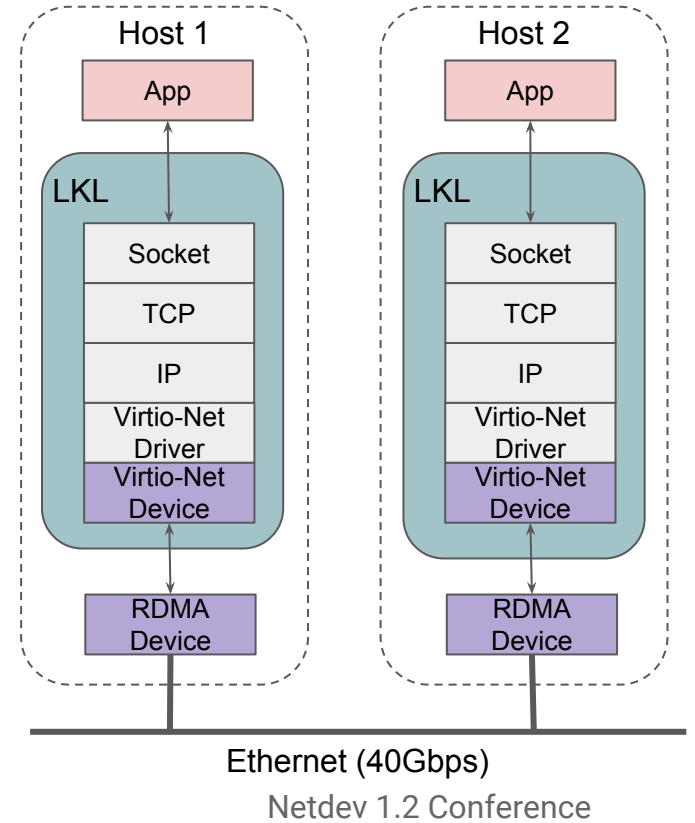 Host 1
App
LKL
Socket
TCP
IP
Virtio-Net
Driver
Virtio-Net
Device
RDMA
Device
Host 2
App
LKL
Socket
TCP
IP
Virtio-Net
Driver
Virtio-Net
Device
RDMA
Device
Ethernet (40Gbps)
Netdev 1.2 Conference